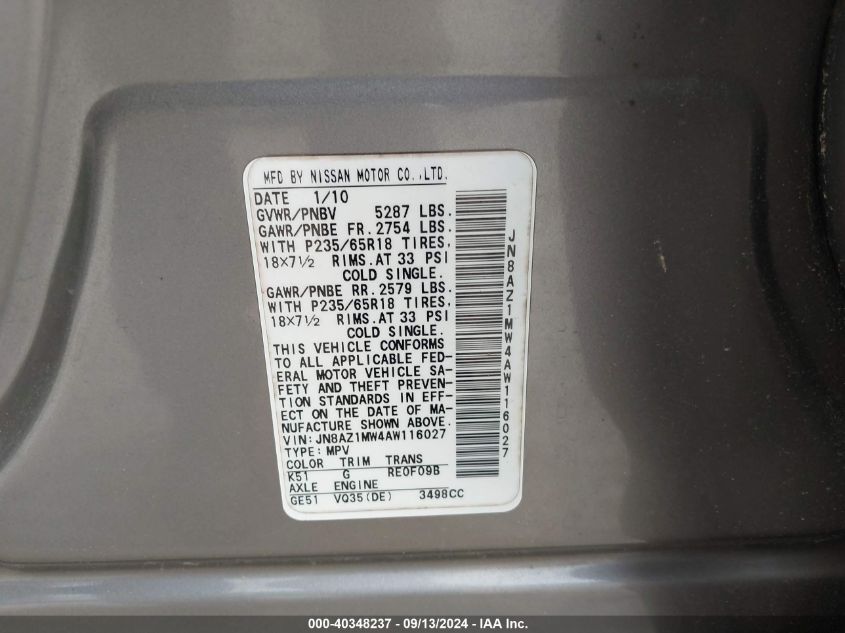 MFD BY NISSAN MOTOR CO.,LTD.
DATE 1/10
GVWR/PNBV 5287 LBS.
GAWR/PNBE FR. 2754 LBS.
WITH P235/65R18 TIRES,
18X7½ RIMS.AT 33 PSI
COLD SINGLE.
GAWR/PNBE RR. 2579 LBS.
WITH P235/65R18 TIRES,
18X7½ RIMS.AT 33 PSI
COLD SINGLE.
THIS VEHICLE CONFORMS
TO ALL APPLICABLE FED-
ERAL MOTOR VEHICLE SA-
FETY AND THEFT PREVEN-
TION STANDARDS IN EFF-
ECT ON THE DATE OF MA-
NUFACTURE SHOWN ABOVE.
VIN:JN8AZ1MW4AW116027
TYPE:MPV
COLOR TRIM TRANS
K51 G RE0F09B
AXLE ENGINE
GE51 VQ35(DE) 3498CC
JN8AZ1MW4AW116027
000-40348237 - 09/13/2024 - IAA Inc.